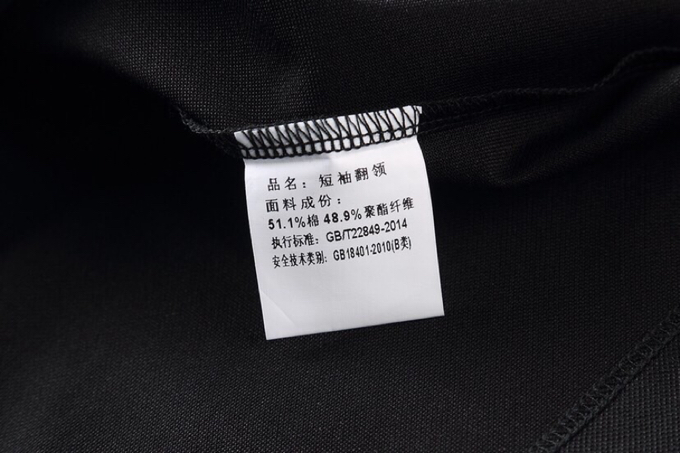 品名：短袖翻领
面料成份：
51.1%棉 48.9%聚酯纤维
执行标准：GB/T22849-2014
安全技术类别：GB18401-2010(B类)